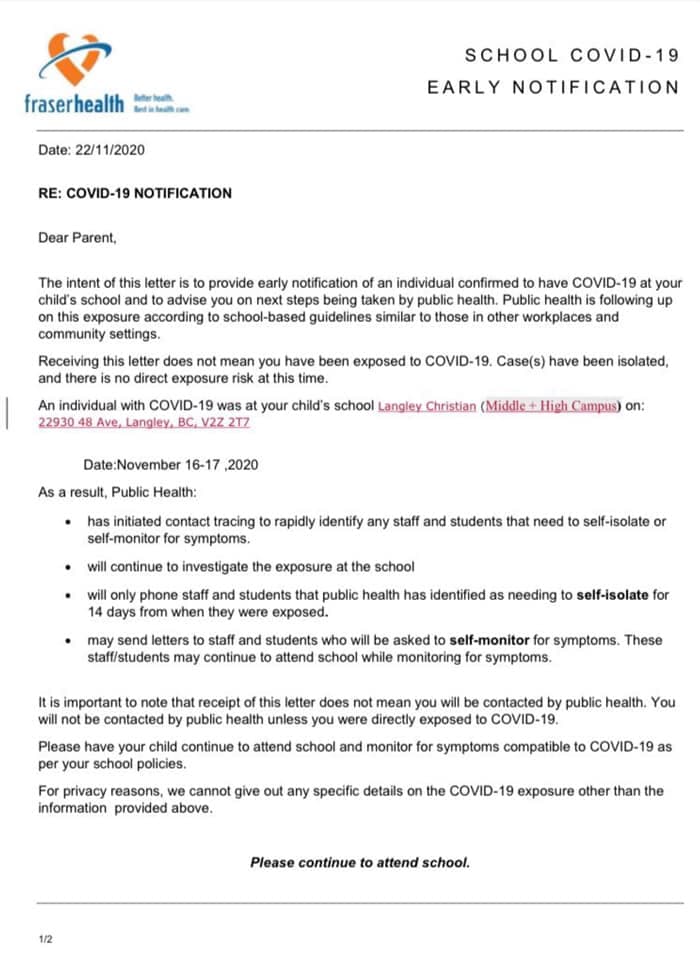 SCHOOL COVID-19
EARLY NOTIFICATION
fraserhealth
Better health.
Best in health care.
Date: 22/11/2020
RE: COVID-19 NOTIFICATION
Dear Parent,
The intent of this letter is to provide early notification of an individual confirmed to have COVID-19 at your
child's school and to advise you on next steps being taken by public health. Public health is following up
on this exposure according to school-based guidelines similar to those in other workplaces and
community settings.
Receiving this letter does not mean you have been exposed to COVID-19. Case(s) have been isolated,
and there is no direct exposure risk at this time.
An individual with COVID-19 was at your child's school Langley Christian (Middle + High Campus) on:
22930 48 Ave, Langley, BC, V2Z 2T7
Date:November 16-17 ,2020
As a result, Public Health:
• has initiated contact tracing to rapidly identify any staff and students that need to self-isolate or
self-monitor for symptoms.
• will continue to investigate the exposure at the school
• will only phone staff and students that public health has identified as needing to self-isolate for
14 days from when they were exposed.
• may send letters to staff and students who will be asked to self-monitor for symptoms. These
staff/students may continue to attend school while monitoring for symptoms.
It is important to note that receipt of this letter does not mean you will be contacted by public health. You
will not be contacted by public health unless you were directly exposed to COVID-19.
Please have your child continue to attend school and monitor for symptoms compatible to COVID-19 as
per your school policies.
For privacy reasons, we cannot give out any specific details on the COVID-19 exposure other than the
information provided above.
Please continue to attend school.
1/2